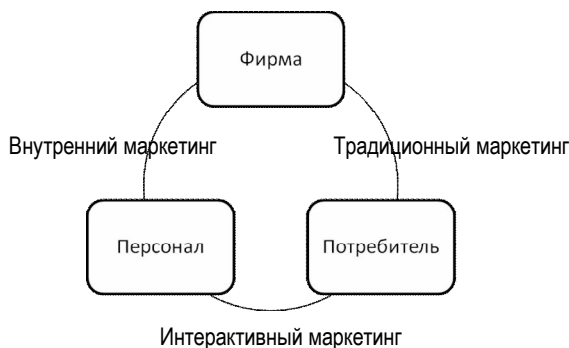 Фирма
Внутренний маркетинг
Традиционный маркетинг
Персонал
Потребитель
Интерактивный маркетинг